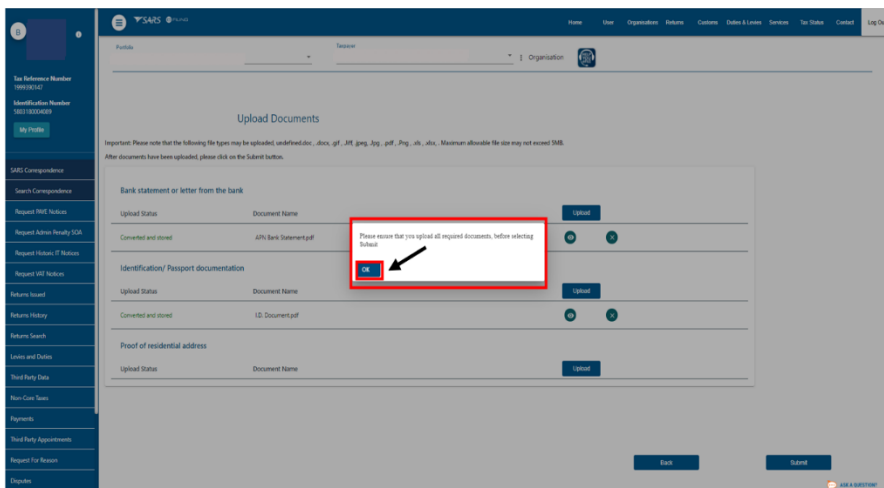 B
SARS eFILING
Home User Organisations Returns Customs Duties & Levies Services Tax Status Contact Log Ou
Portfolio
Taxpayer
Organisation
Tax Reference Number
Identification Number
My Profile
SARS Correspondence
Search Correspondence
Request PAYE Notices
Request Admin Penalty SOA
Request Historic IT Notices
Request VAT Notices
Returns Issued
Returns History
Returns Search
Levies and Duties
Third Party Data
Non-Core Taxes
Payments
Third Party Appointments
Request For Reason
Disputes
Upload Documents
Important: Please note that the following file types may be uploaded, undefined.doc, .docx, .gif, .Jiff, jpeg, .Jpg, .pdf, .Png, .xls, .xlsx, . Maximum allowable file size may not exceed 5MB.
After documents have been uploaded, please click on the Submit button.
Bank statement or letter from the bank
Upload Status Document Name Upload
Converted and stored Bank Statement.pdf
Please ensure that you upload all required documents, before selecting
Submit
OK
Identification/ Passport documentation
Upload Status Document Name Upload
Converted and stored I.D. Document.pdf
Proof of residential address
Upload Status Document Name Upload
Back Submit
ASK A QUESTION?